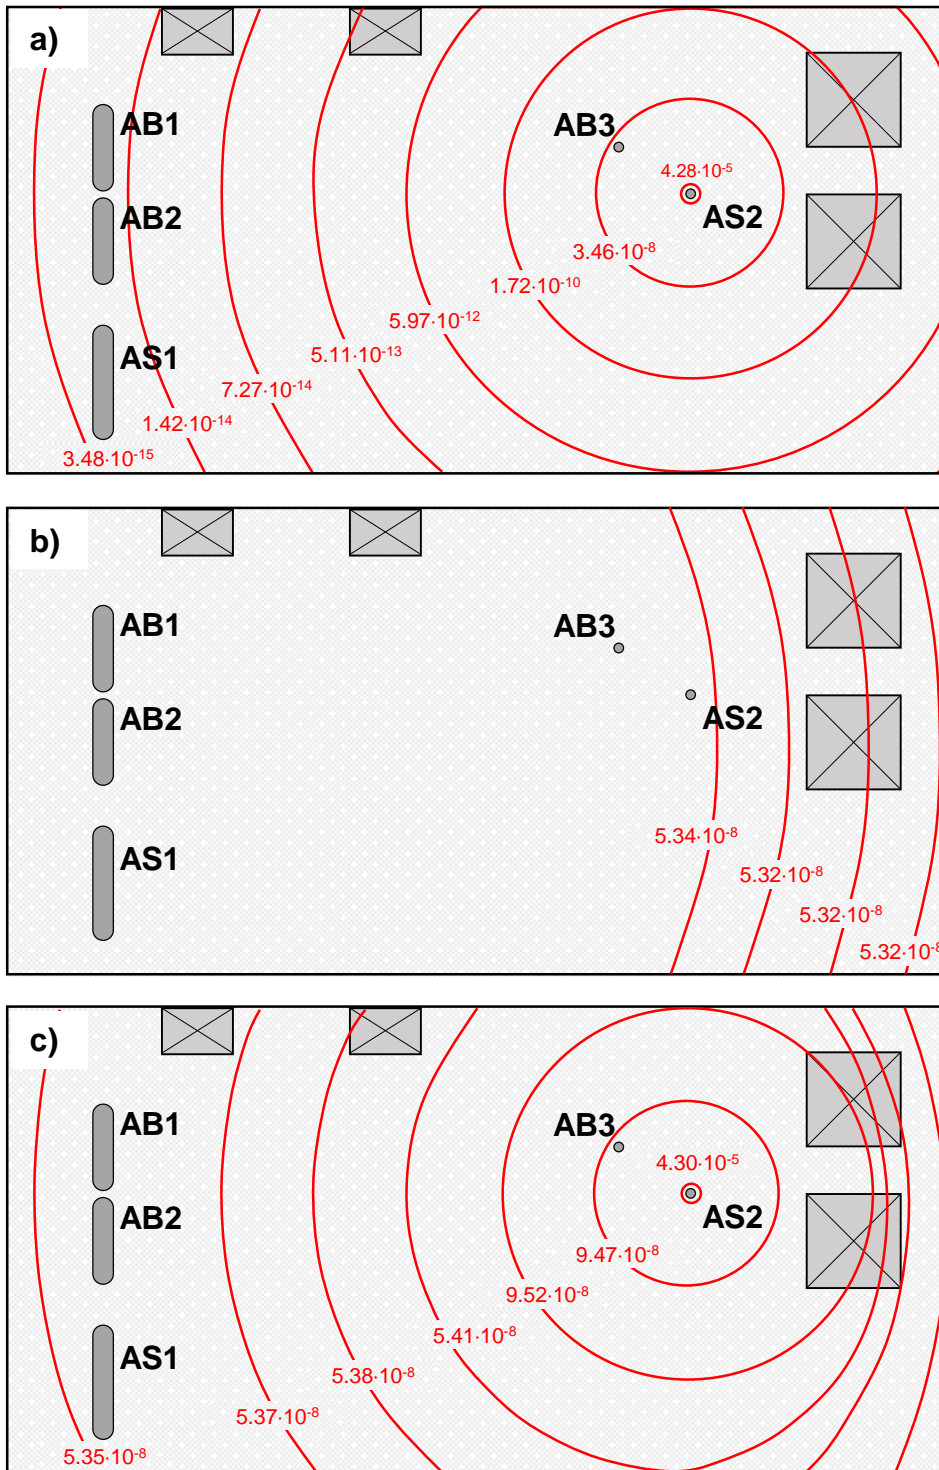 a)
AB1
AB3
4.28·10⁻⁵
AB2
AS2
3.46·10⁻⁸
1.72·10⁻¹⁰
5.97·10⁻¹²
5.11·10⁻¹³
AS1
7.27·10⁻¹⁴
1.42·10⁻¹⁴
3.48·10⁻¹⁵
b)
AB1
AB3
AB2
AS2
5.34·10⁻⁸
AS1
5.32·10⁻⁸
5.32·10⁻⁸
5.32·10⁻⁸
c)
AB1
AB3
4.30·10⁻⁵
AB2
AS2
9.47·10⁻⁸
9.52·10⁻⁸
5.41·10⁻⁸
AS1
5.38·10⁻⁸
5.37·10⁻⁸
5.35·10⁻⁸